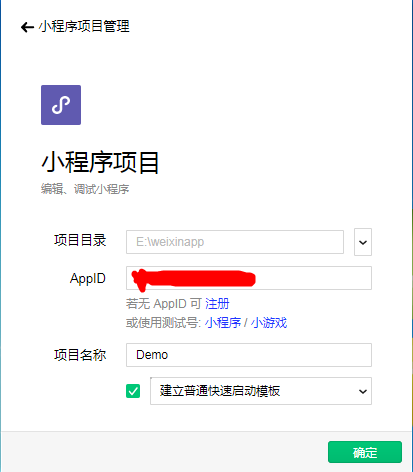 小程序项目管理
小程序项目
编辑、调试小程序
项目目录 E:\weixinapp
AppID
若无 AppID 可 注册
或使用测试号: 小程序 / 小游戏
项目名称 Demo
建立普通快速启动模板
确定